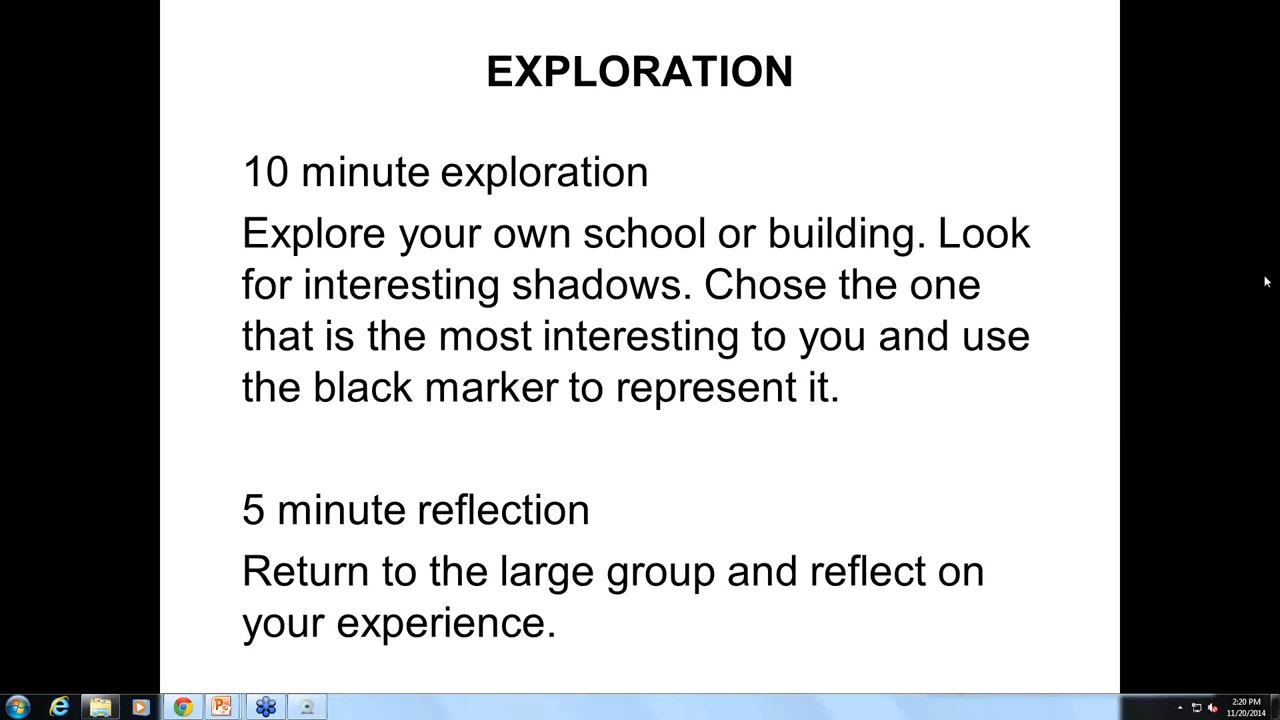 EXPLORATION
10 minute exploration
Explore your own school or building. Look
for interesting shadows. Chose the one
that is the most interesting to you and use
the black marker to represent it.
5 minute reflection
Return to the large group and reflect on
your experience.
2:20 PM
11/20/2014